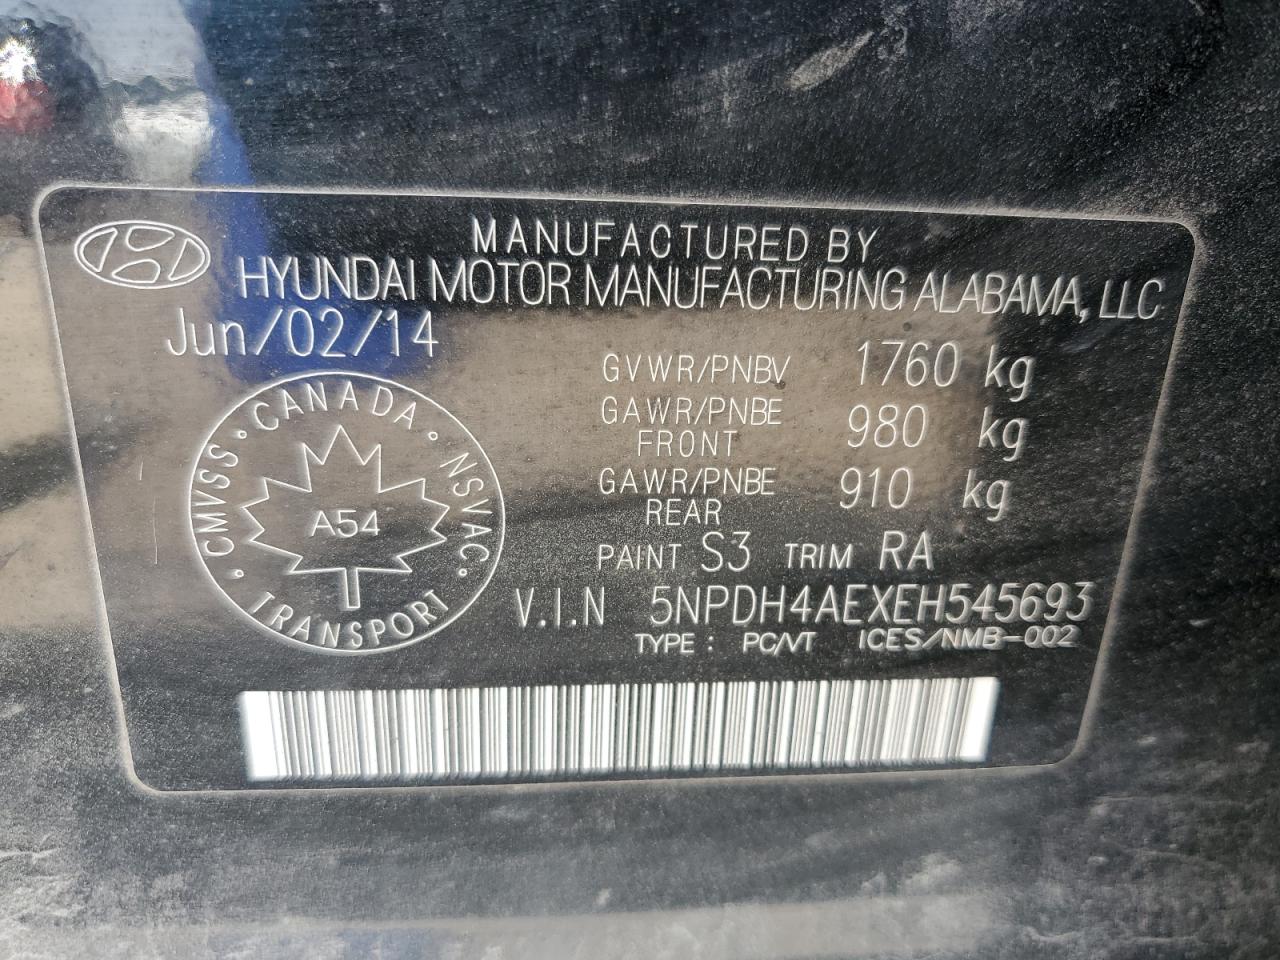 MANUFACTURED BY
HYUNDAI MOTOR MANUFACTURING ALABAMA, LLC
Jun/02/14
GVWR/PNBV 1760 kg
GAWR/PNBE FRONT 980 kg
GAWR/PNBE REAR 910 kg
CANADA · NSVAC · TRANSPORT · CMVSS ·
A54
PAINT S3 TRIM RA
V.I.N 5NPDH4AEXEH545693
TYPE : PC/VT ICES/NMB-002